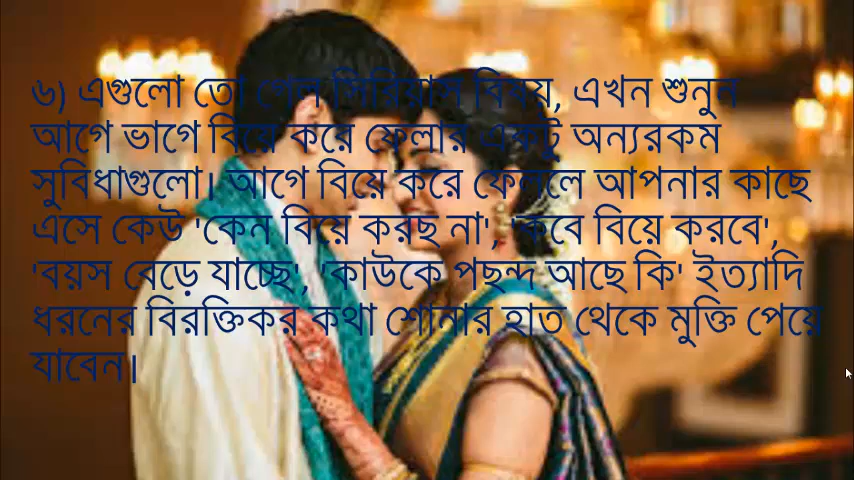 ৬) এগুলো তো গেল সিরিয়াস বিষয়, এখন শুনুন
আগে ভাগে বিয়ে করে ফেলার একটু অন্যরকম
সুবিধাগুলো। আগে বিয়ে করে ফেললে আপনার কাছে
এসে কেউ 'কেন বিয়ে করছ না', 'কবে বিয়ে করবে',
'বয়স বেড়ে যাচ্ছে', 'কাউকে পছন্দ আছে কি' ইত্যাদি
ধরনের বিরক্তিকর কথা শোনার হাত থেকে মুক্তি পেয়ে
যাবেন।